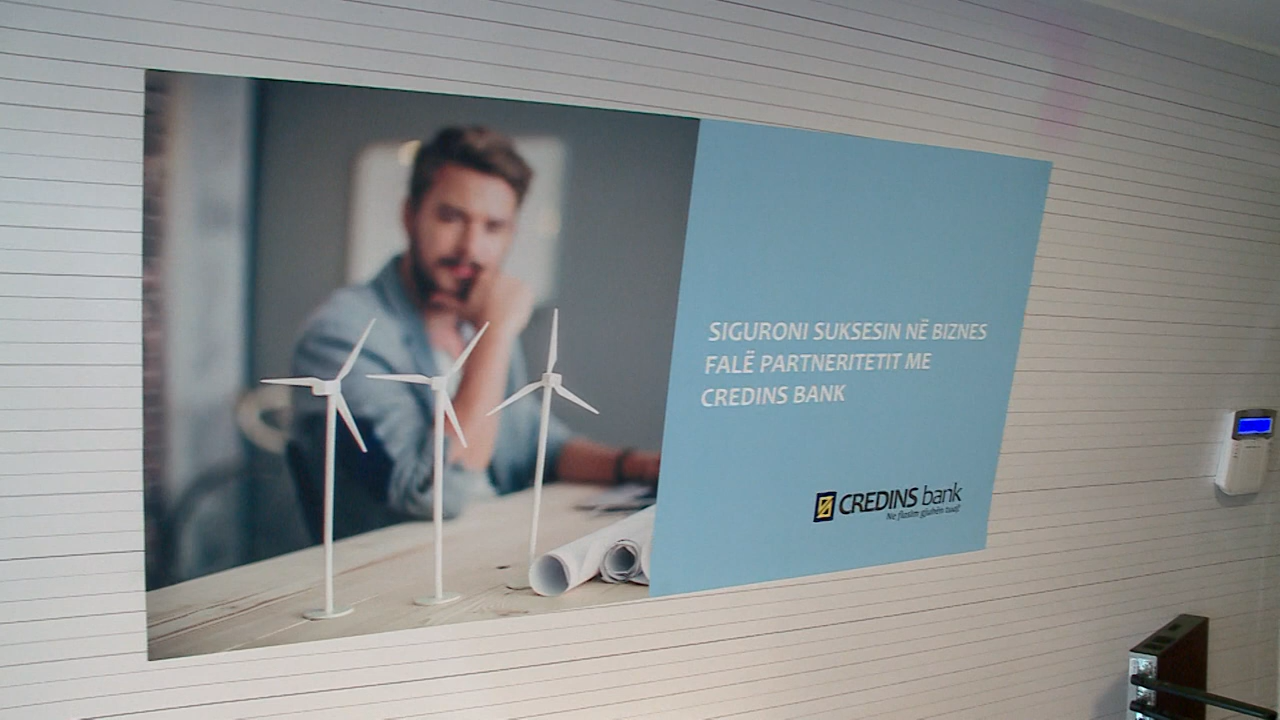 SIGURONI SUKSESIN NË BIZNES
FALË PARTNERITETIT ME
CREDINS BANK
CREDINS bank
Ne flasim gjuhën tuaj!